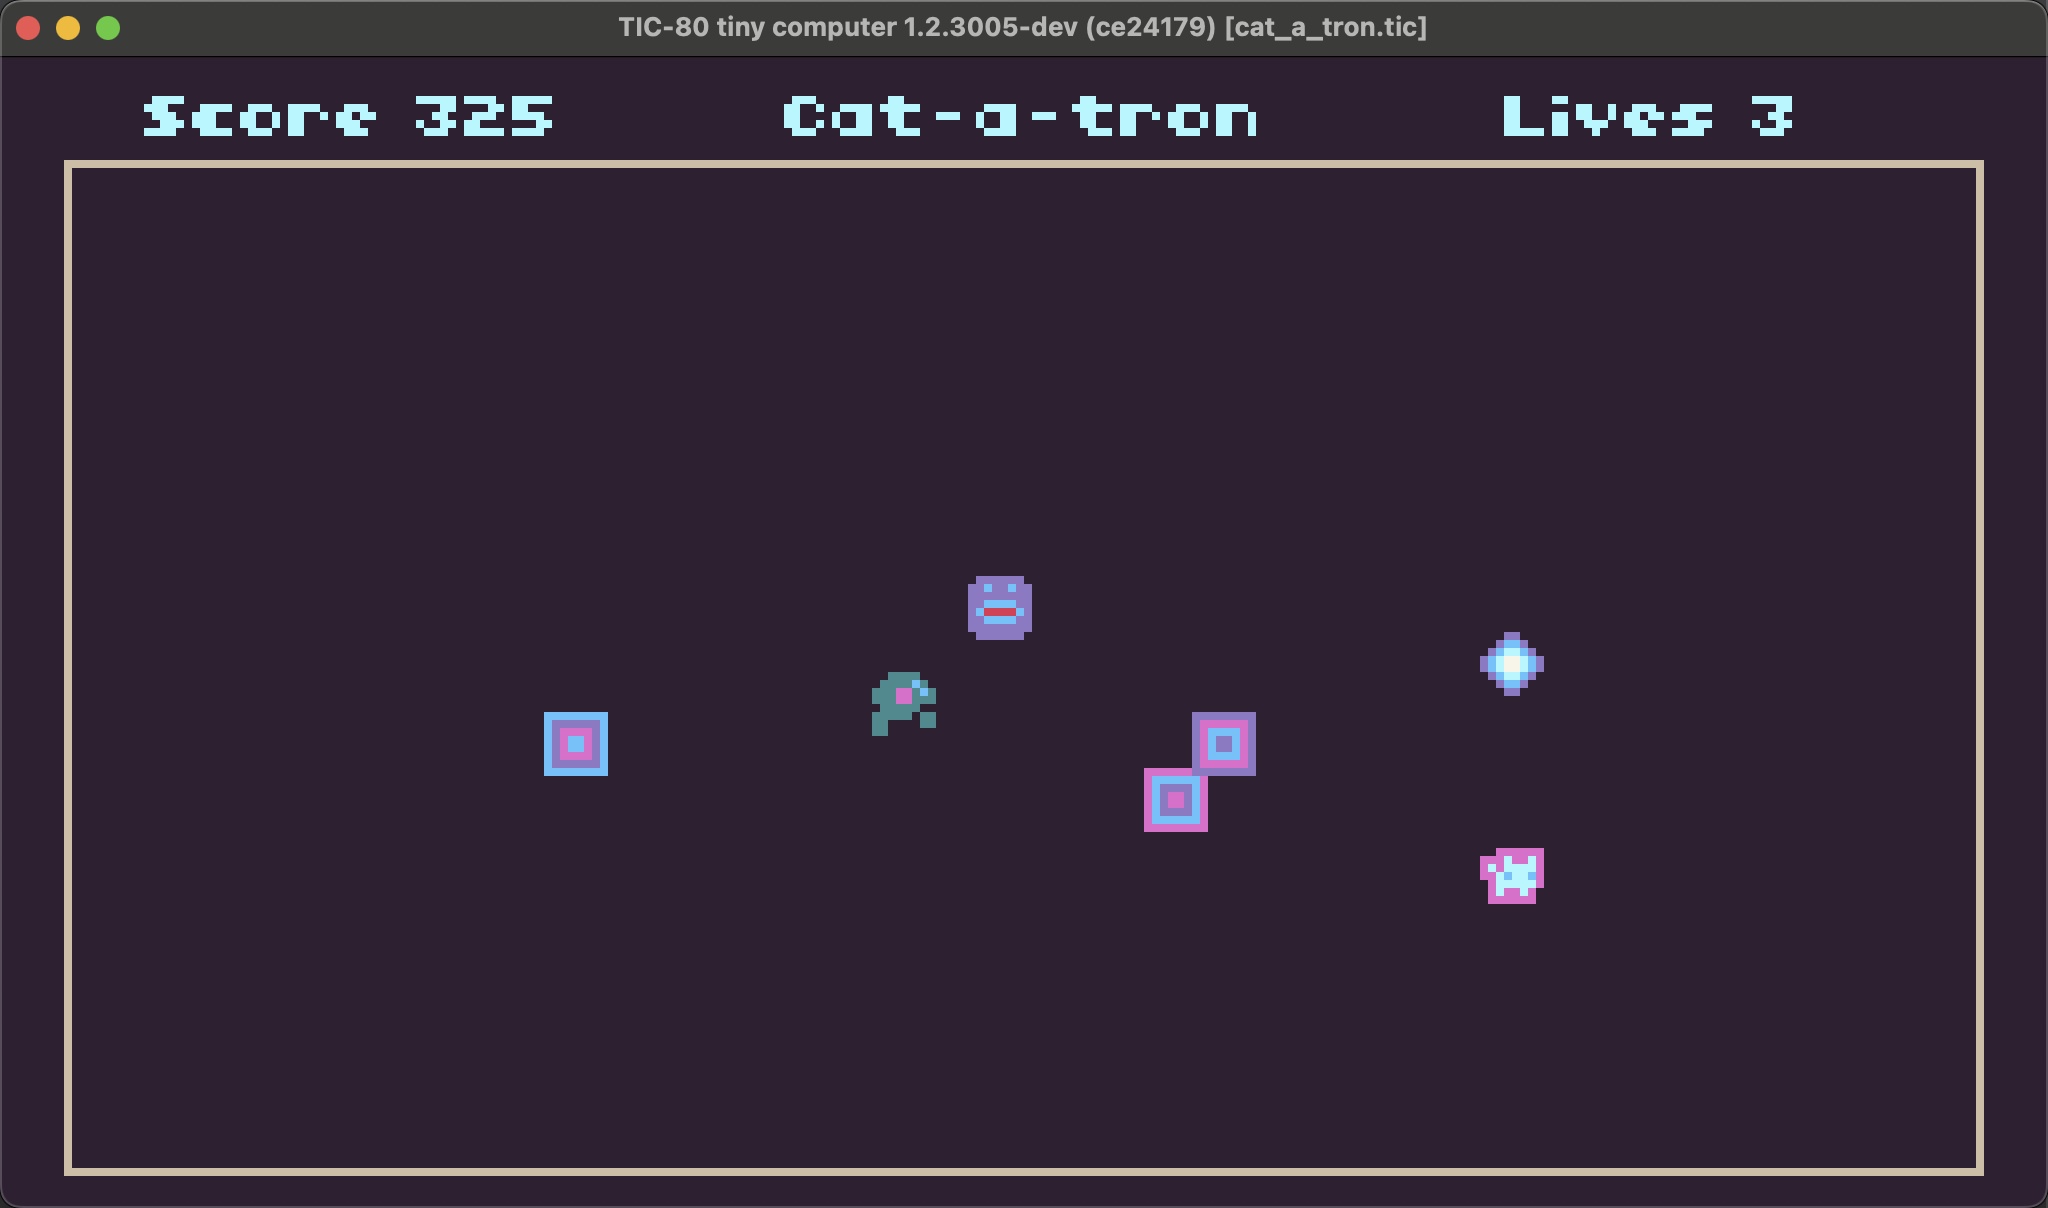 TIC-80 tiny computer 1.2.3005-dev (ce24179) [cat_a_tron.tic]
Score 325 Cat-a-tron Lives 3